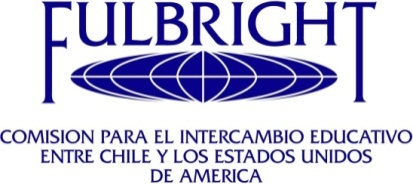 FULBRIGHT
COMISION PARA EL INTERCAMBIO EDUCATIVO
ENTRE CHILE Y LOS ESTADOS UNIDOS
DE AMERICA